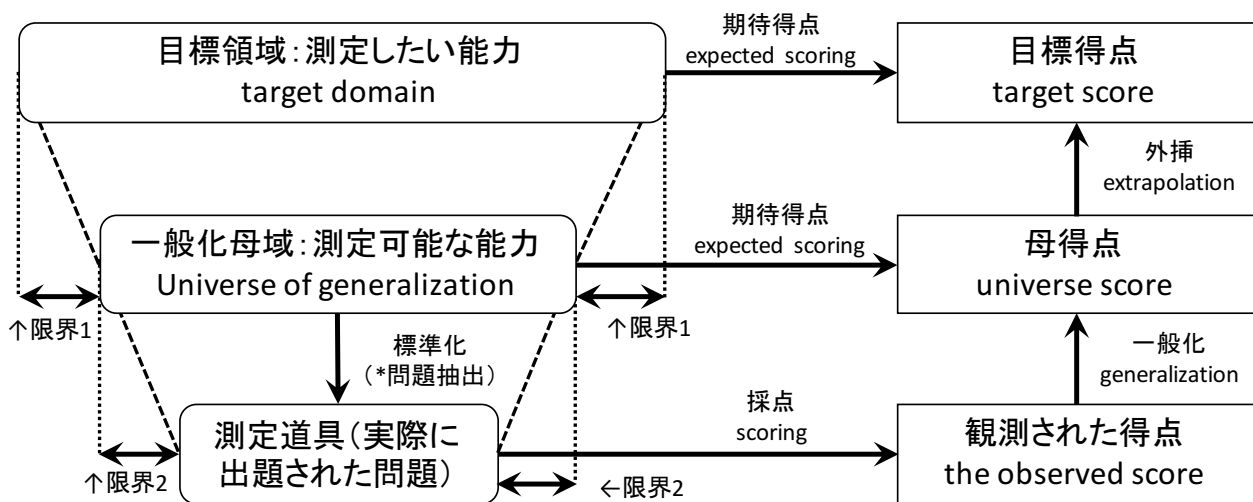 目標領域：測定したい能力
target domain
期待得点
expected scoring
目標得点
target score
外挿
extrapolation
一般化母域：測定可能な能力
Universe of generalization
期待得点
expected scoring
母得点
universe score
↑限界1
↑限界1
標準化
（*問題抽出）
一般化
generalization
測定道具（実際に
出題された問題）
採点
scoring
観測された得点
the observed score
↑限界2
←限界2